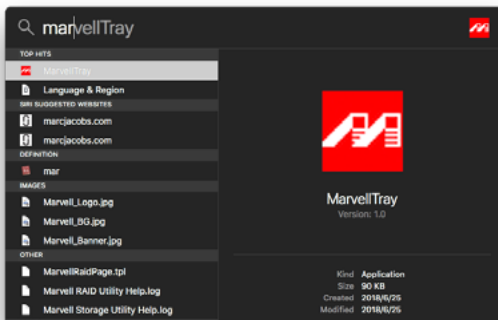 marvellTray
TOP HITS
MarvellTray
Language & Region
SIRI SUGGESTED WEBSITES
marcjacobs.com
marcjacobs.com
DEFINITION
mar
IMAGES
Marvell_Logo.jpg
Marvell_BG.jpg
Marvell_Banner.jpg
OTHER
MarvellRaidPage.tpl
Marvell RAID Utility Help.log
Marvell Storage Utility Help.log
MarvellTray
Version: 1.0
Kind Application
Size 90 KB
Created 2018/6/25
Modified 2018/6/25